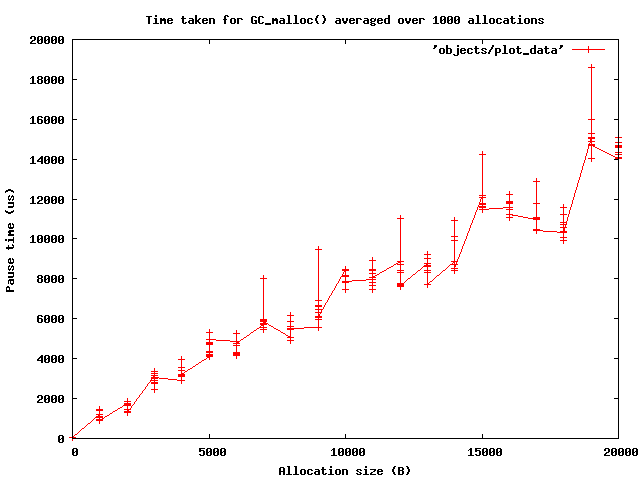 Time taken for GC_malloc() averaged over 1000 allocations
20000
'objects/plot_data'
18000
16000
14000
12000
10000
8000
6000
4000
2000
0
Pause time (us)
0 5000 10000 15000 20000
Allocation size (B)